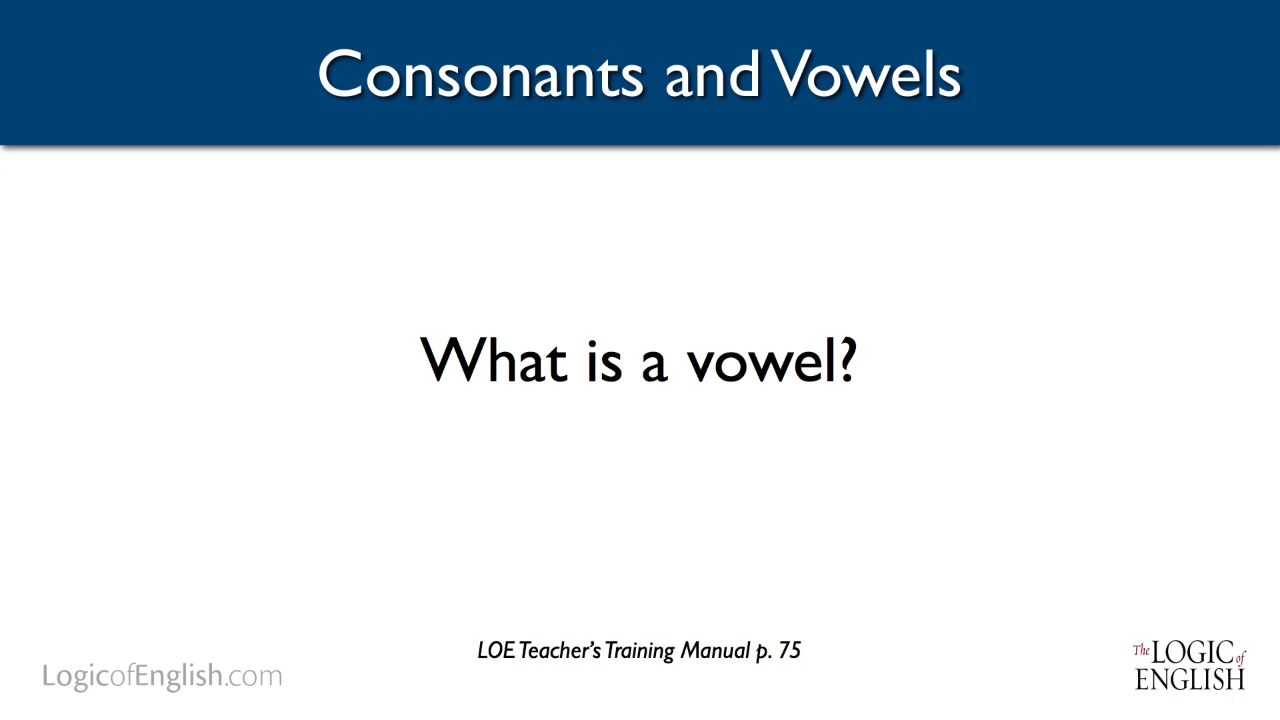 Consonants and Vowels
What is a vowel?
LOE Teacher's Training Manual p. 75
LogicofEnglish.com
The LOGIC of
ENGLISH